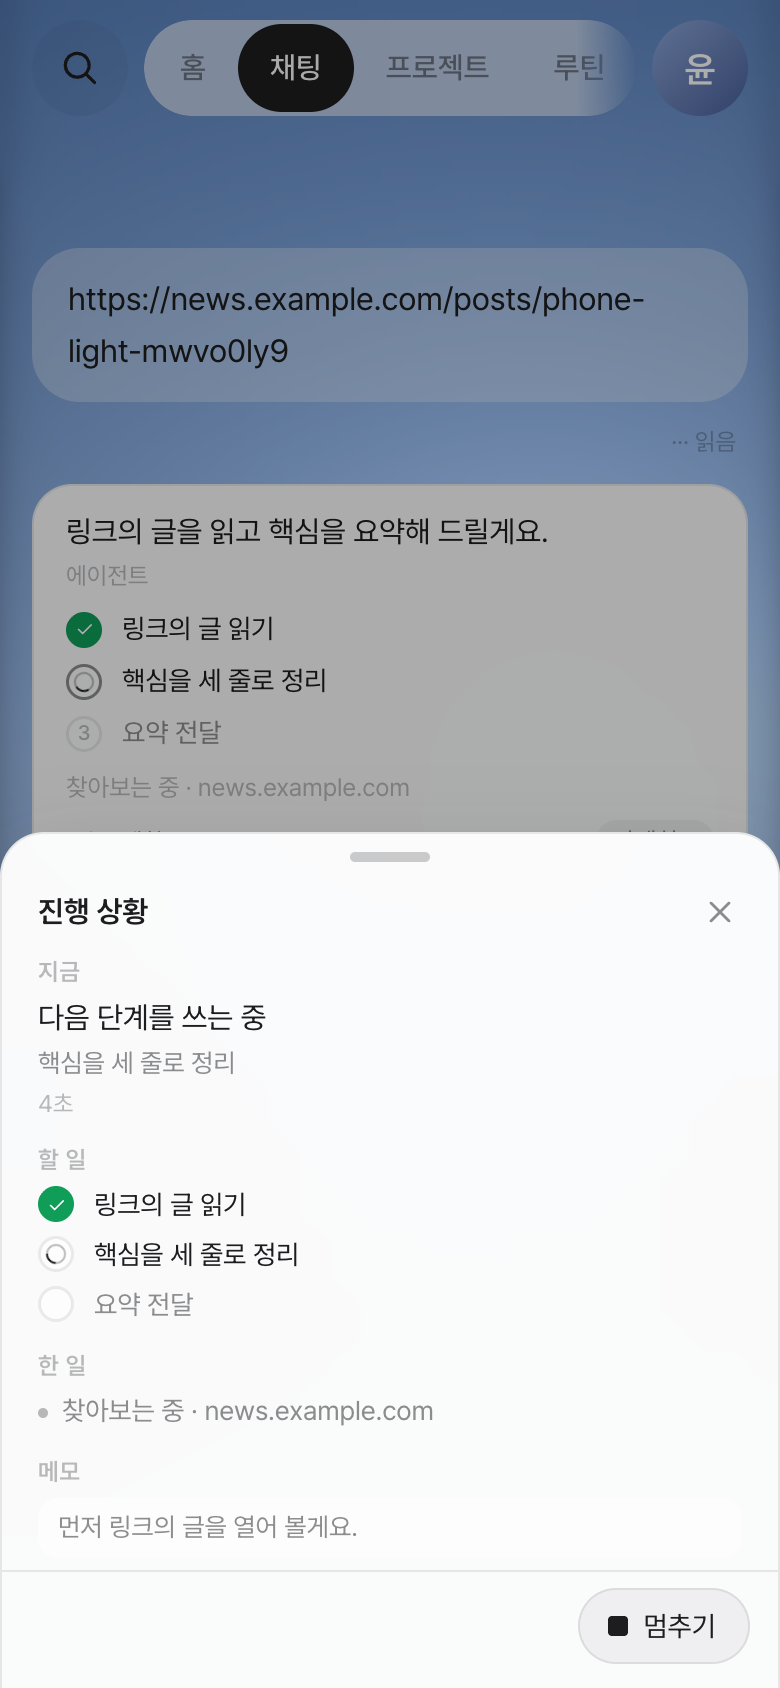 홈
채팅
프로젝트
루틴
윤
https://news.example.com/posts/phone-
light-mwvo0ly9
··· 읽음
링크의 글을 읽고 핵심을 요약해 드릴게요.
에이전트
링크의 글 읽기
핵심을 세 줄로 정리
3 요약 전달
찾아보는 중 · news.example.com
진행 상황
지금
다음 단계를 쓰는 중
핵심을 세 줄로 정리
4초
할 일
링크의 글 읽기
핵심을 세 줄로 정리
요약 전달
한 일
찾아보는 중 · news.example.com
메모
먼저 링크의 글을 열어 볼게요.
멈추기